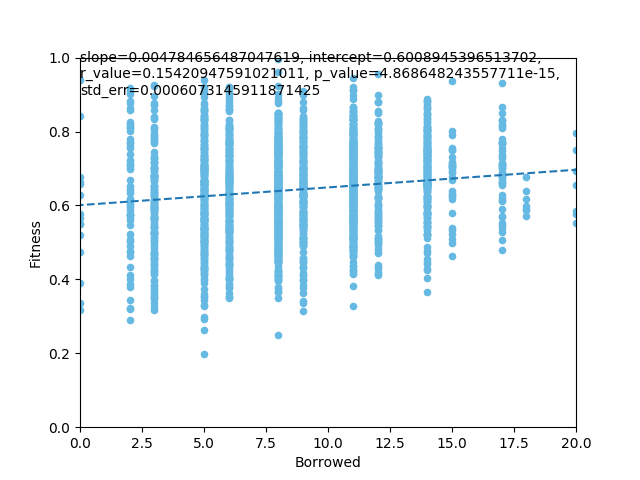 slope=0.004784656487047619, intercept=0.6008945396513702,
r_value=0.15420947591021011, p_value=4.868648243557711e-15,
std_err=0.0006073145911871425
1.0
0.8
0.6
0.4
0.2
0.0
Fitness
0.0 2.5 5.0 7.5 10.0 12.5 15.0 17.5 20.0
Borrowed